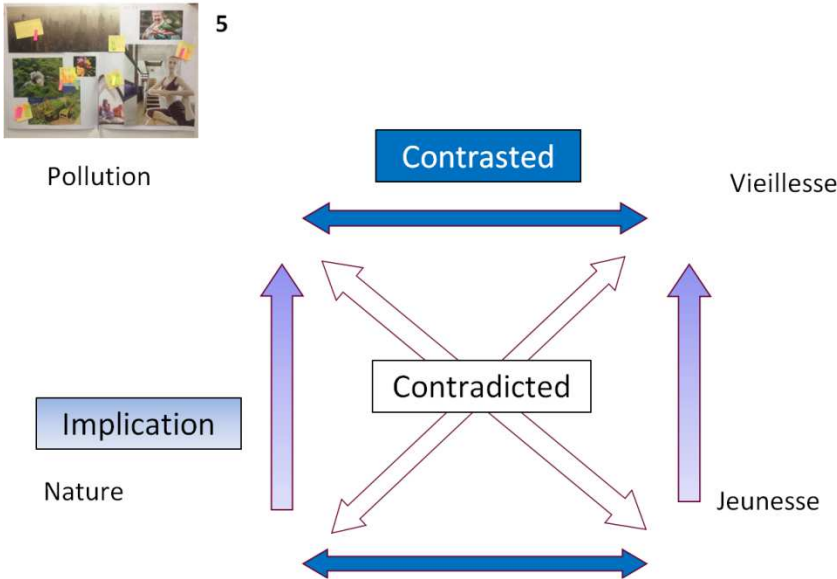 5
Pollution
Contrasted
Vieillesse
Contradicted
Implication
Nature
Jeunesse